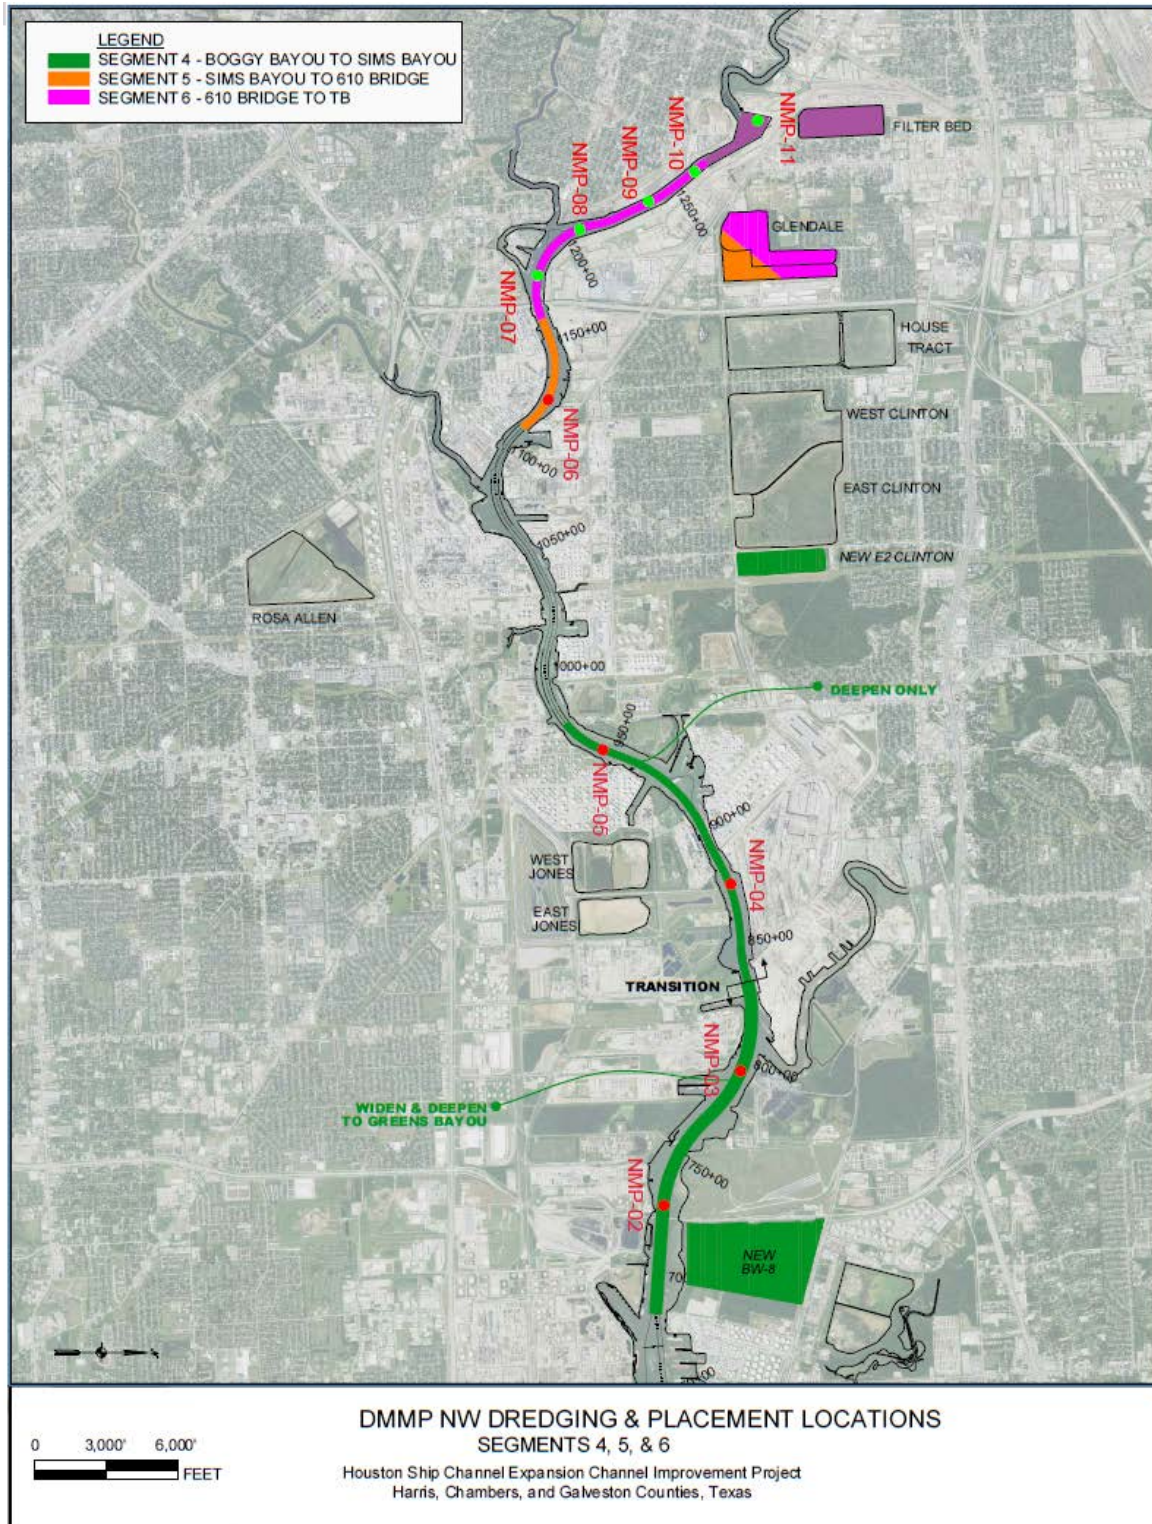 LEGEND
SEGMENT 4 - BOGGY BAYOU TO SIMS BAYOU
SEGMENT 5 - SIMS BAYOU TO 610 BRIDGE
SEGMENT 6 - 610 BRIDGE TO TB
NMP-11
FILTER BED
NMP-10
NMP-09
NMP-08
1250+00
GLENDALE
1200+00
NMP-07
1150+00
HOUSE
TRACT
NMP-06
WEST CLINTON
1100+00
EAST CLINTON
1050+00
NEW E2 CLINTON
ROSA ALLEN
1000+00
DEEPEN ONLY
950+00
NMP-05
900+00
WEST
JONES
NMP-04
EAST
JONES
850+00
TRANSITION
NMP-03
800+00
WIDEN & DEEPEN
TO GREENS BAYOU
NMP-02
750+00
NEW
BW-8
70
DMMP NW DREDGING & PLACEMENT LOCATIONS
SEGMENTS 4, 5, & 6
0 3,000' 6,000'
FEET
Houston Ship Channel Expansion Channel Improvement Project
Harris, Chambers, and Galveston Counties, Texas